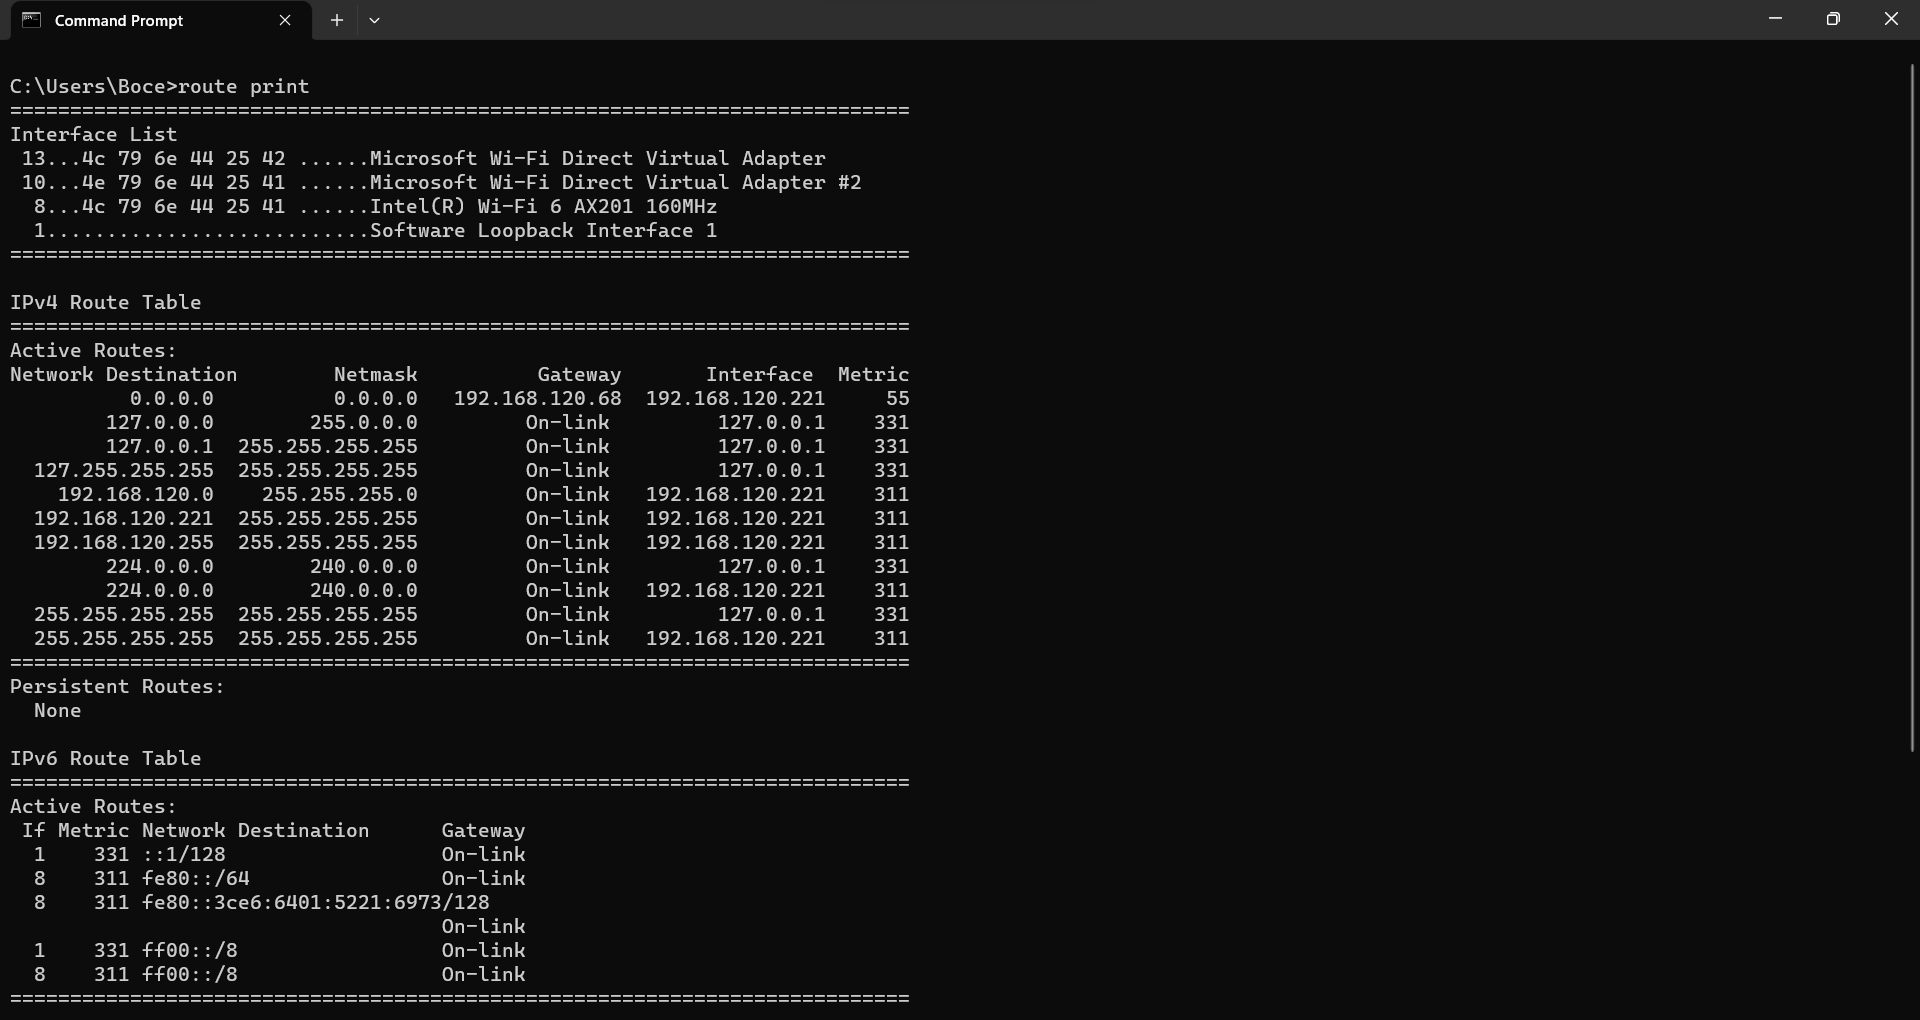 Command Prompt
C:\Users\Boce>route print
===========================================================================
Interface List
 13...4c 79 6e 44 25 42 ......Microsoft Wi-Fi Direct Virtual Adapter
 10...4e 79 6e 44 25 41 ......Microsoft Wi-Fi Direct Virtual Adapter #2
  8...4c 79 6e 44 25 41 ......Intel(R) Wi-Fi 6 AX201 160MHz
  1...........................Software Loopback Interface 1
===========================================================================
IPv4 Route Table
===========================================================================
Active Routes:
Network Destination        Netmask          Gateway       Interface  Metric
          0.0.0.0          0.0.0.0   192.168.120.68  192.168.120.221     55
        127.0.0.0        255.0.0.0         On-link         127.0.0.1    331
        127.0.0.1  255.255.255.255         On-link         127.0.0.1    331
  127.255.255.255  255.255.255.255         On-link         127.0.0.1    331
    192.168.120.0    255.255.255.0         On-link   192.168.120.221    311
  192.168.120.221  255.255.255.255         On-link   192.168.120.221    311
  192.168.120.255  255.255.255.255         On-link   192.168.120.221    311
        224.0.0.0        240.0.0.0         On-link         127.0.0.1    331
        224.0.0.0        240.0.0.0         On-link   192.168.120.221    311
  255.255.255.255  255.255.255.255         On-link         127.0.0.1    331
  255.255.255.255  255.255.255.255         On-link   192.168.120.221    311
===========================================================================
Persistent Routes:
  None
IPv6 Route Table
===========================================================================
Active Routes:
 If Metric Network Destination      Gateway
  1    331 ::1/128                  On-link
  8    311 fe80::/64                On-link
  8    311 fe80::3ce6:6401:5221:6973/128
                                    On-link
  1    331 ff00::/8                 On-link
  8    311 ff00::/8                 On-link
===========================================================================